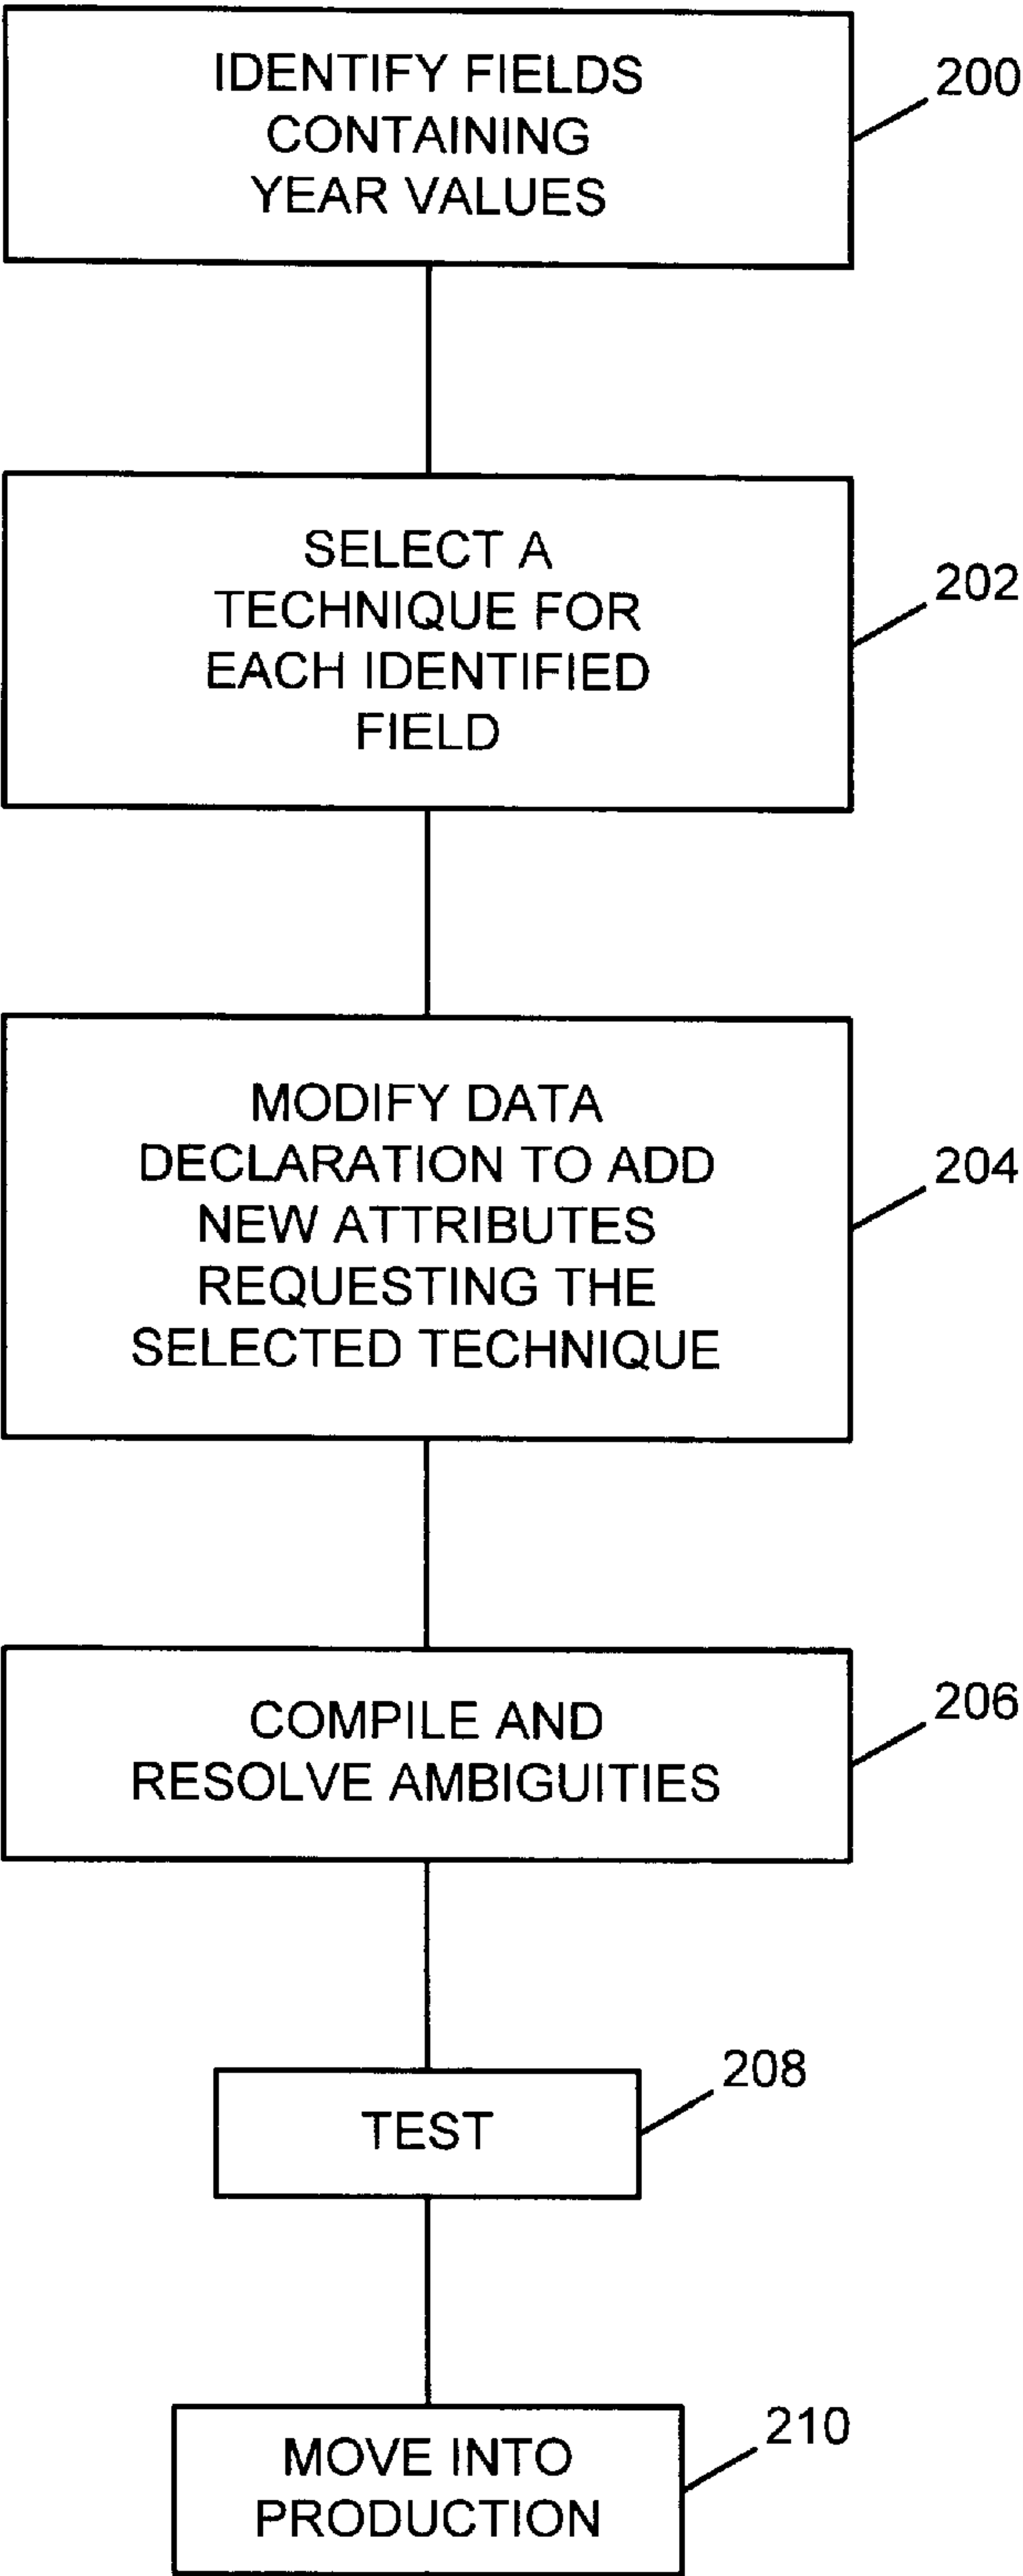 IDENTIFY FIELDS
CONTAINING
YEAR VALUES
200
SELECT A
TECHNIQUE FOR
EACH IDENTIFIED
FIELD
202
MODIFY DATA
DECLARATION TO ADD
NEW ATTRIBUTES
REQUESTING THE
SELECTED TECHNIQUE
204
COMPILE AND
RESOLVE AMBIGUITIES
206
TEST
208
MOVE INTO
PRODUCTION
210